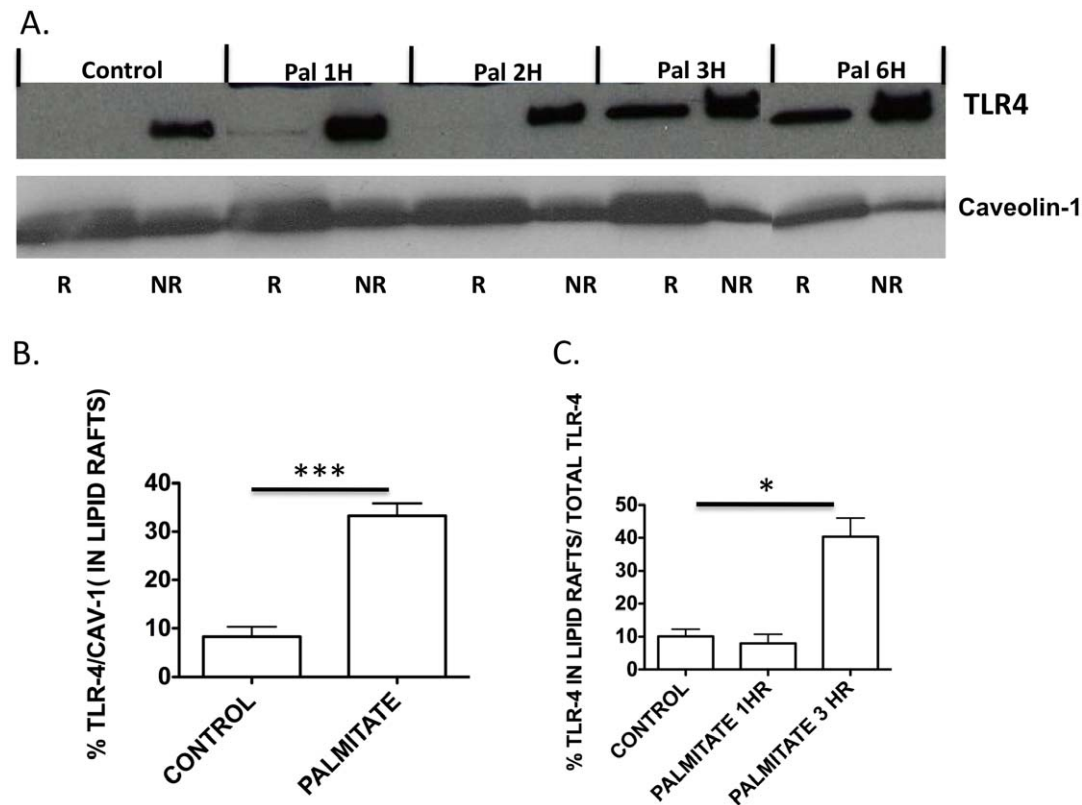 A.
Control Pal 1H Pal 2H Pal 3H Pal 6H
TLR4
Caveolin-1
R NR R NR R NR R NR R NR
B.
% TLR-4/CAV-1( IN LIPID RAFTS)
40
30
20
10
0
***
CONTROL
PALMITATE
C.
% TLR-4 IN LIPID RAFTS/ TOTAL TLR-4
50
40
30
20
10
0
*
CONTROL
PALMITATE 1HR
PALMITATE 3 HR